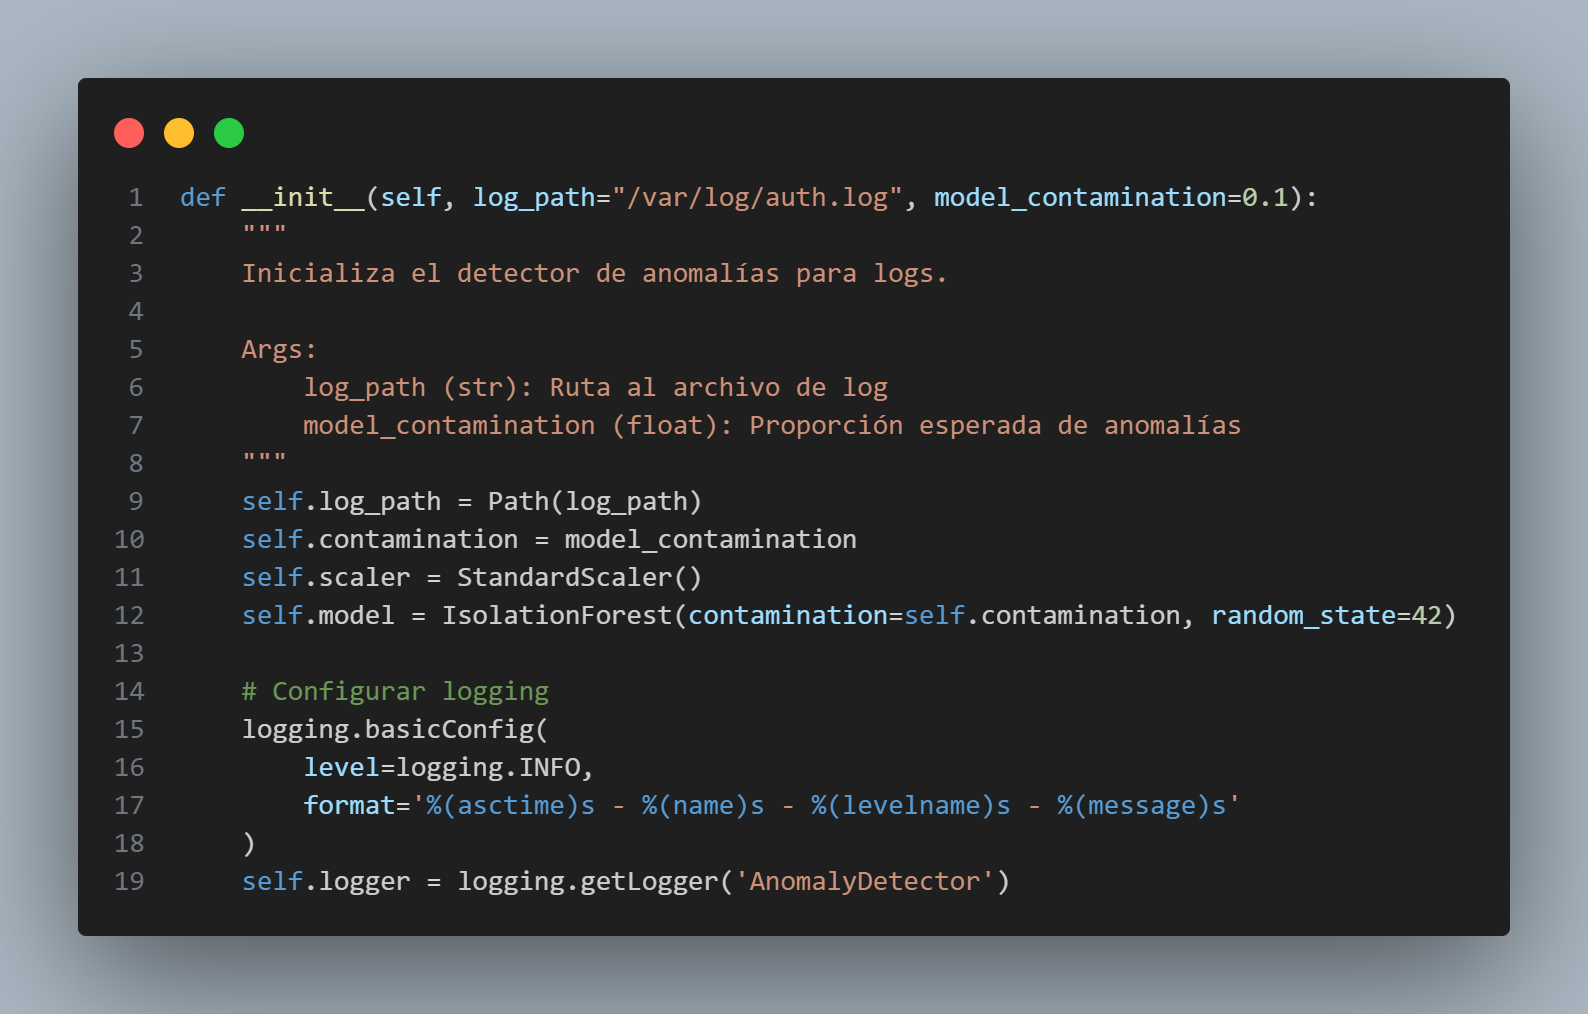 1 def __init__(self, log_path="/var/log/auth.log", model_contamination=0.1):
2     """
3     Inicializa el detector de anomalías para logs.
4
5     Args:
6         log_path (str): Ruta al archivo de log
7         model_contamination (float): Proporción esperada de anomalías
8     """
9     self.log_path = Path(log_path)
10     self.contamination = model_contamination
11     self.scaler = StandardScaler()
12     self.model = IsolationForest(contamination=self.contamination, random_state=42)
13
14     # Configurar logging
15     logging.basicConfig(
16         level=logging.INFO,
17         format='%(asctime)s - %(name)s - %(levelname)s - %(message)s'
18     )
19     self.logger = logging.getLogger('AnomalyDetector')